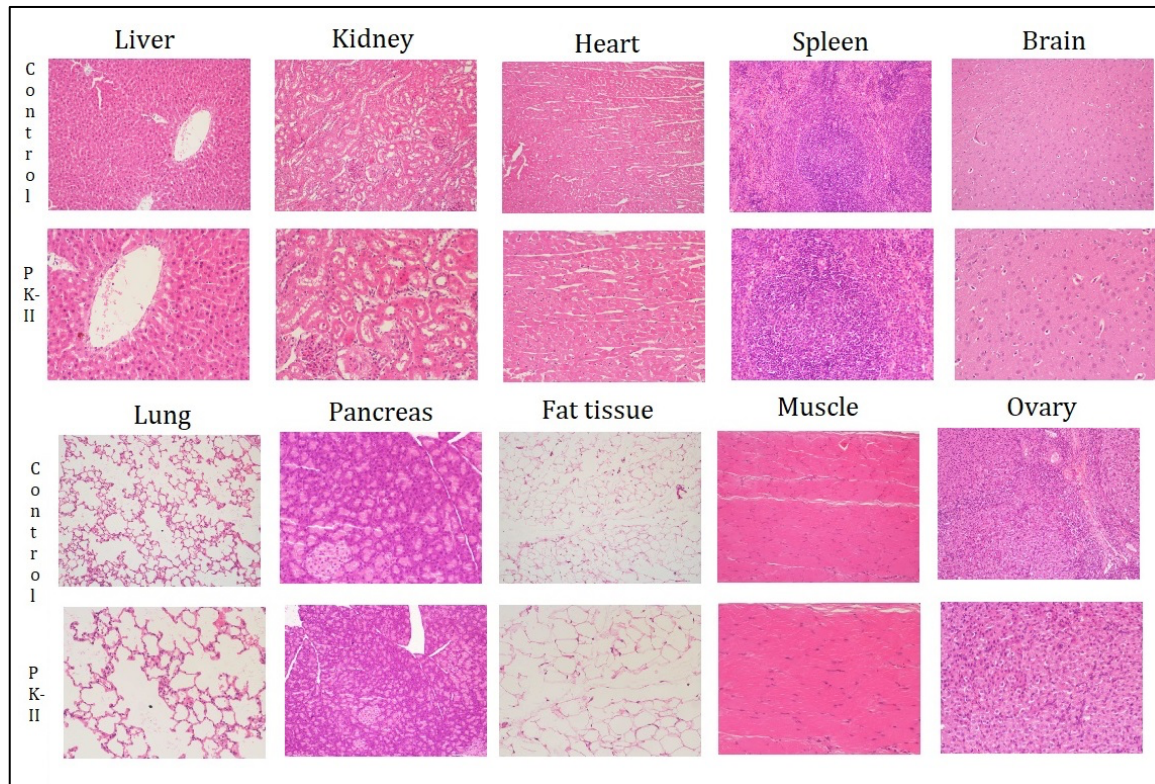 Liver Kidney Heart Spleen Brain
Control
PK-II
Lung Pancreas Fat tissue Muscle Ovary
Control
PK-II